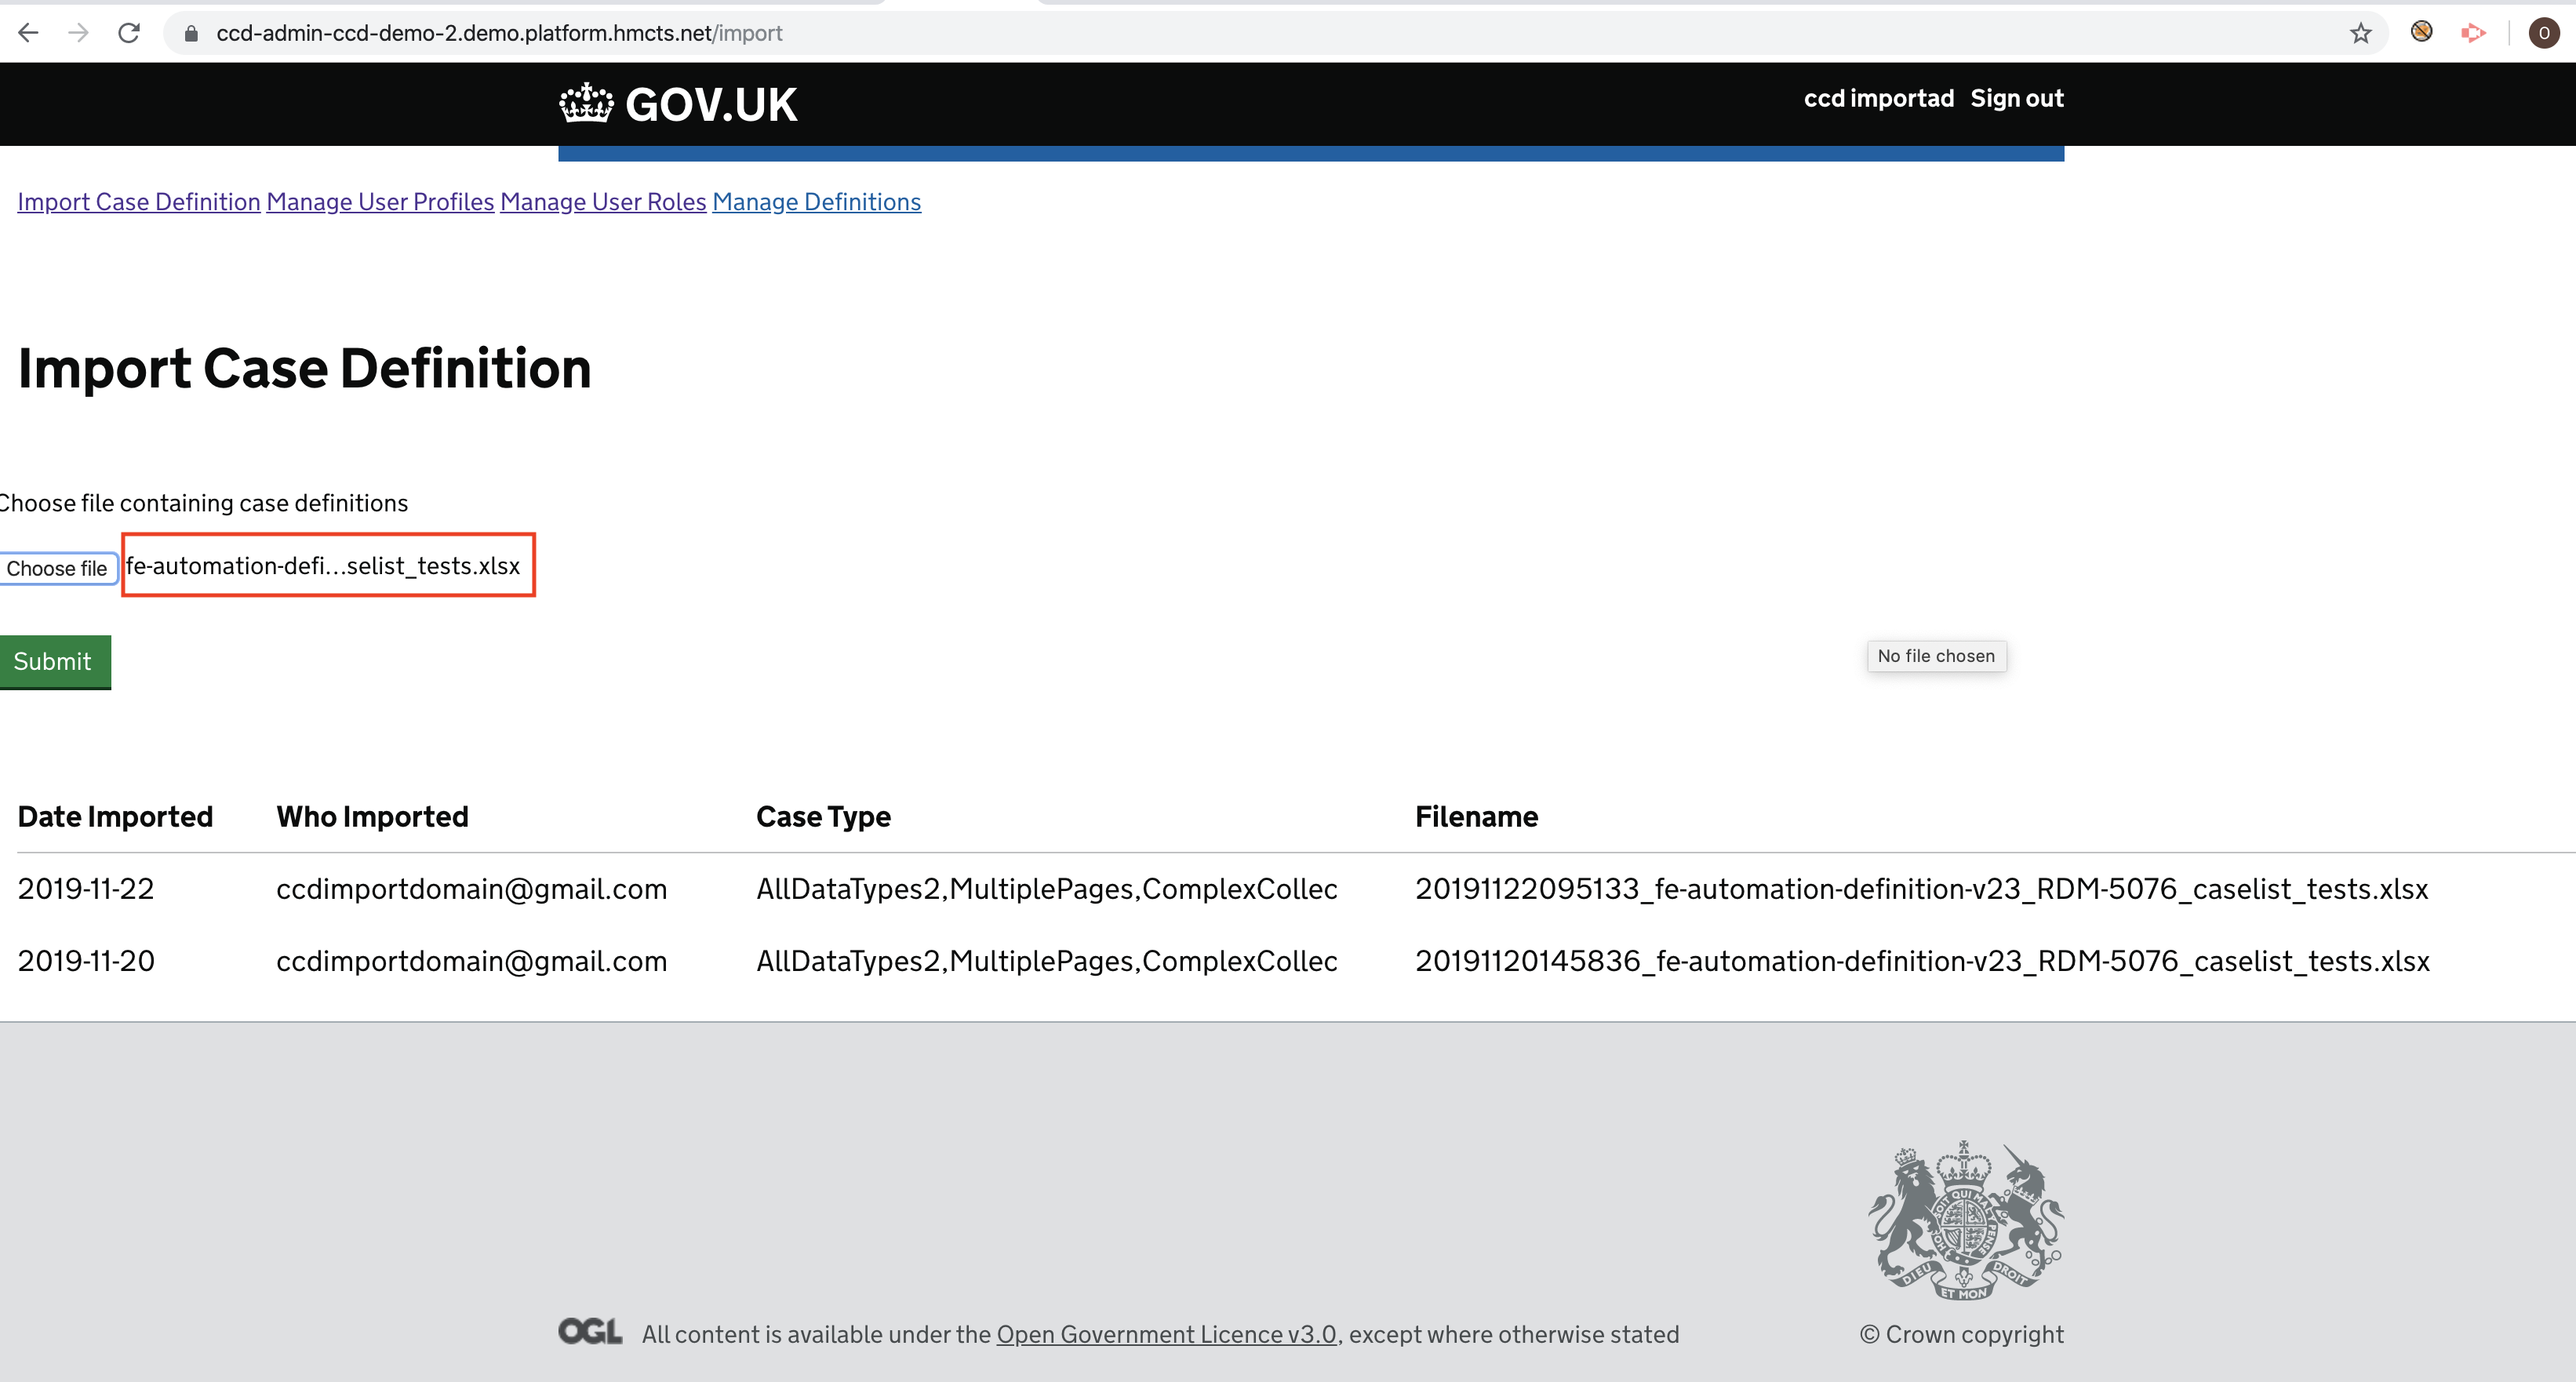 ccd-admin-ccd-demo-2.demo.platform.hmcts.net/import
O
GOV.UK
ccd importad Sign out
Import Case Definition Manage User Profiles Manage User Roles Manage Definitions
Import Case Definition
Choose file containing case definitions
Choose file fe-automation-defi...selist_tests.xlsx
Submit
No file chosen
Date Imported Who Imported Case Type Filename
2019-11-22 ccdimportdomain@gmail.com AllDataTypes2,MultiplePages,ComplexCollec 20191122095133_fe-automation-definition-v23_RDM-5076_caselist_tests.xlsx
2019-11-20 ccdimportdomain@gmail.com AllDataTypes2,MultiplePages,ComplexCollec 20191120145836_fe-automation-definition-v23_RDM-5076_caselist_tests.xlsx
DIEU ET MON DROIT
OGL All content is available under the Open Government Licence v3.0, except where otherwise stated
© Crown copyright